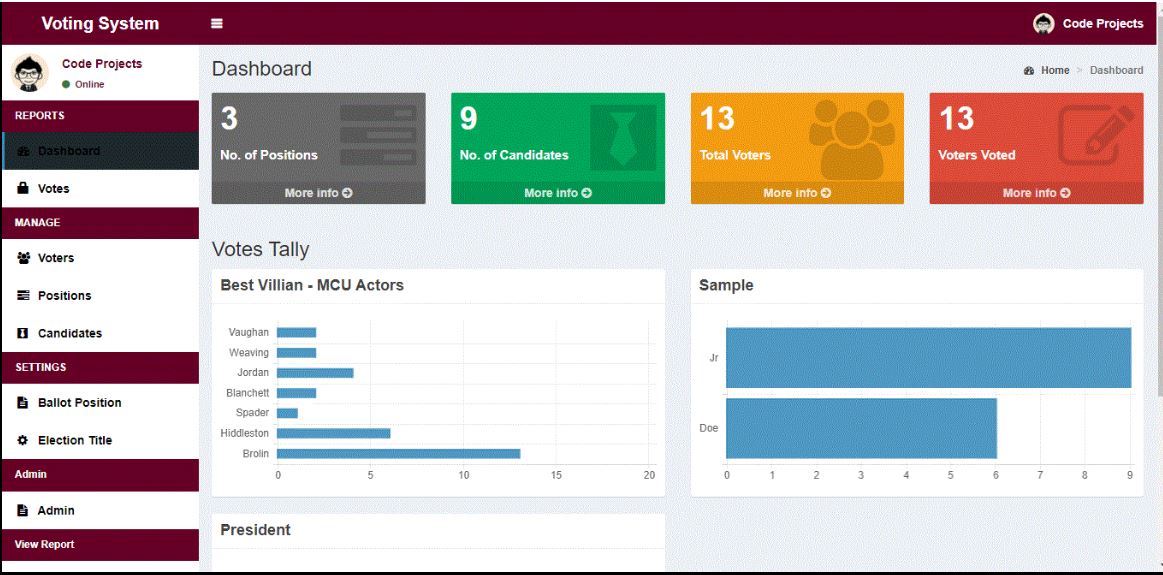 Voting System
Code Projects
Code Projects
Online
REPORTS
Dashboard
Votes
MANAGE
Voters
Positions
Candidates
SETTINGS
Ballot Position
Election Title
Admin
Admin
View Report
Dashboard
Home > Dashboard
3
No. of Positions
More info
9
No. of Candidates
More info
13
Total Voters
More info
13
Voters Voted
More info
Votes Tally
Best Villian - MCU Actors
Vaughan
Weaving
Jordan
Blanchett
Spader
Hiddleston
Brolin
0 5 10 15 20
Sample
Jr
Doe
0 1 2 3 4 5 6 7 8 9
President